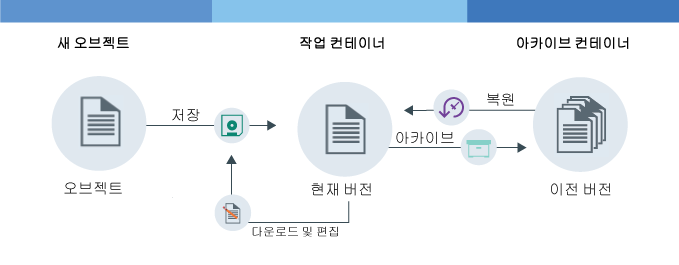 새 오브젝트
작업 컨테이너
아카이브 컨테이너
저장
복원
아카이브
오브젝트
현재 버전
이전 버전
다운로드 및 편집